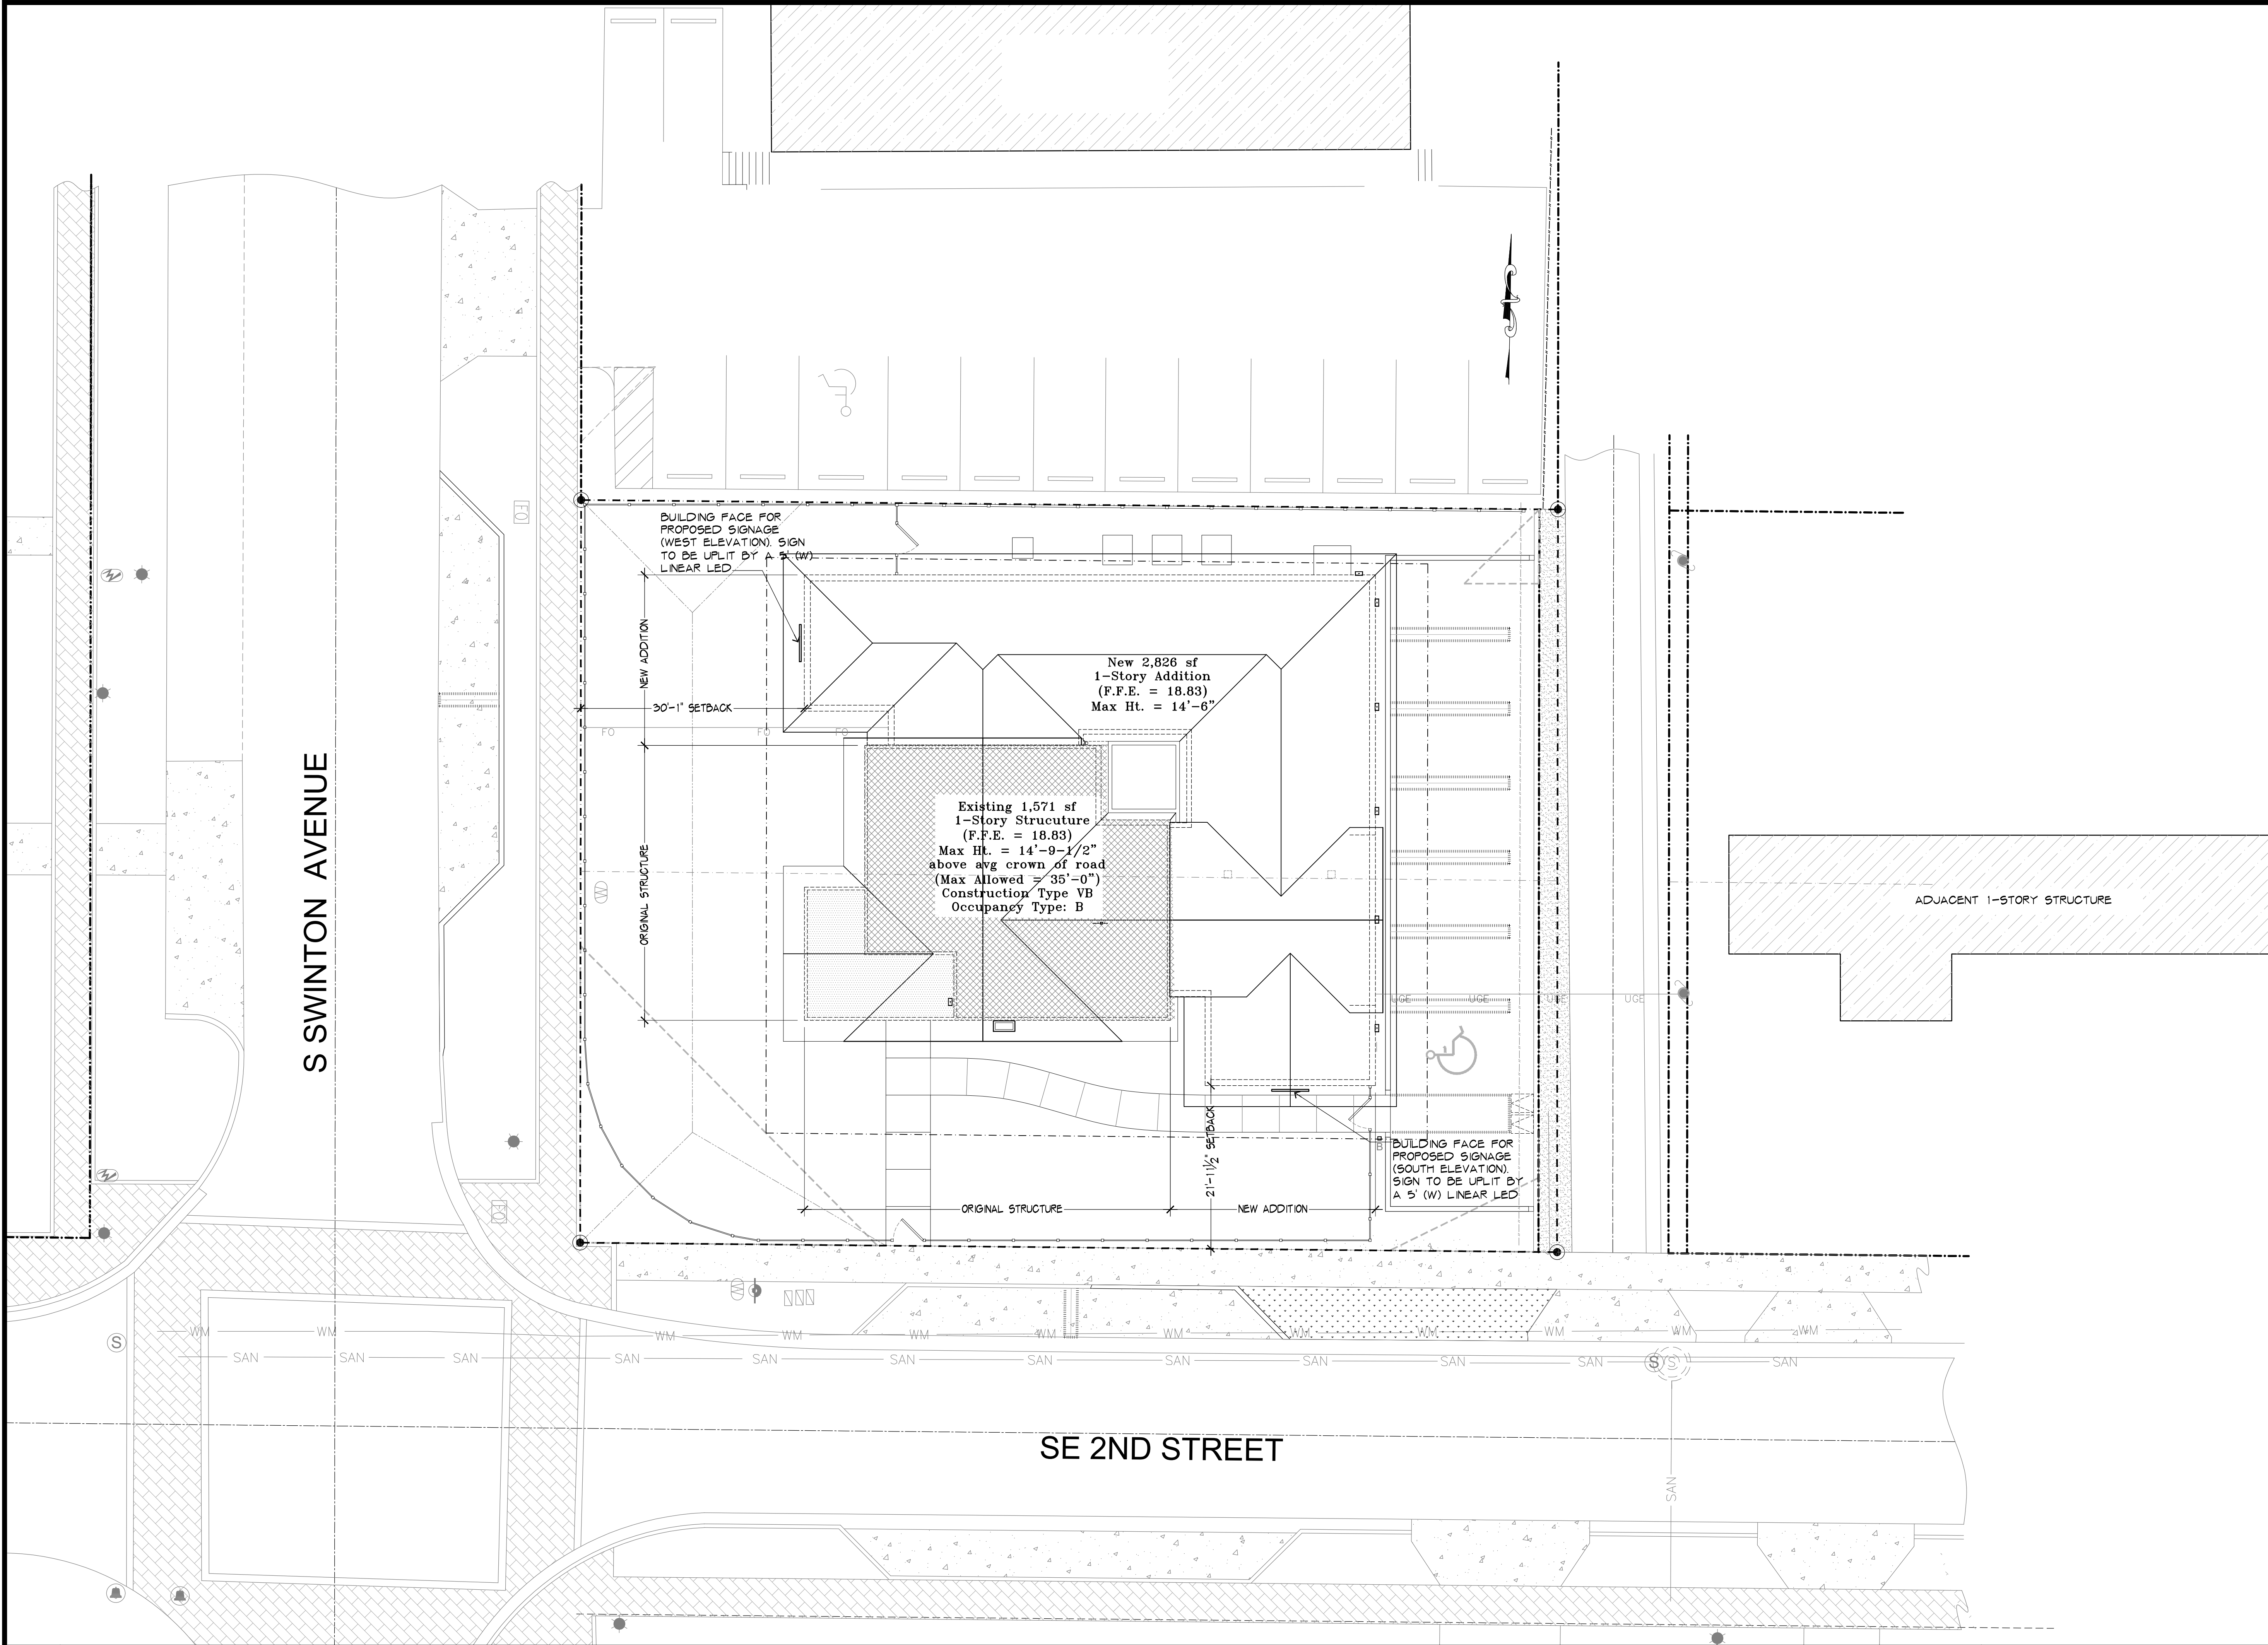 BUILDING FACE FOR
PROPOSED SIGNAGE
(WEST ELEVATION). SIGN
TO BE UPLIT BY A 5' (W)
LINEAR LED
NEW ADDITION
30'-1" SETBACK
FO
FO
FO
New 2,826 sf
1-Story Addition
(F.F.E. = 18.83)
Max Ht. = 14'-6"
Existing 1,571 sf
1-Story Strucuture
(F.F.E. = 18.83)
Max Ht. = 14'-9-1/2"
above avg crown of road
(Max Allowed = 35'-0")
Construction Type VB
Occupancy Type: B
ORIGINAL STRUCTURE
S SWINTON AVENUE
ADJACENT 1-STORY STRUCTURE
UGE UGE UGE UGE
21'-1 1/2" SETBACK
BUILDING FACE FOR
PROPOSED SIGNAGE
(SOUTH ELEVATION).
SIGN TO BE UPLIT BY
A 5' (W) LINEAR LED
ORIGINAL STRUCTURE
NEW ADDITION
FO
FO
W
W
WM WM WM WM WM WM WM WM WM WM WM WM
S
SAN SAN SAN SAN SAN SAN SAN SAN SAN SAN SAN S S SAN
SAN
SE 2ND STREET